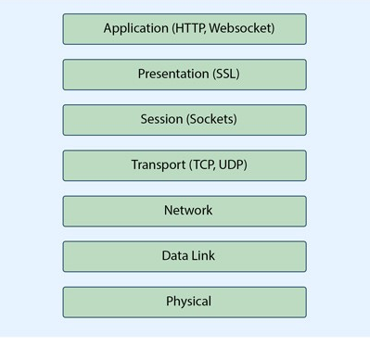 Application (HTTP, Websocket)
Presentation (SSL)
Session (Sockets)
Transport (TCP, UDP)
Network
Data Link
Physical